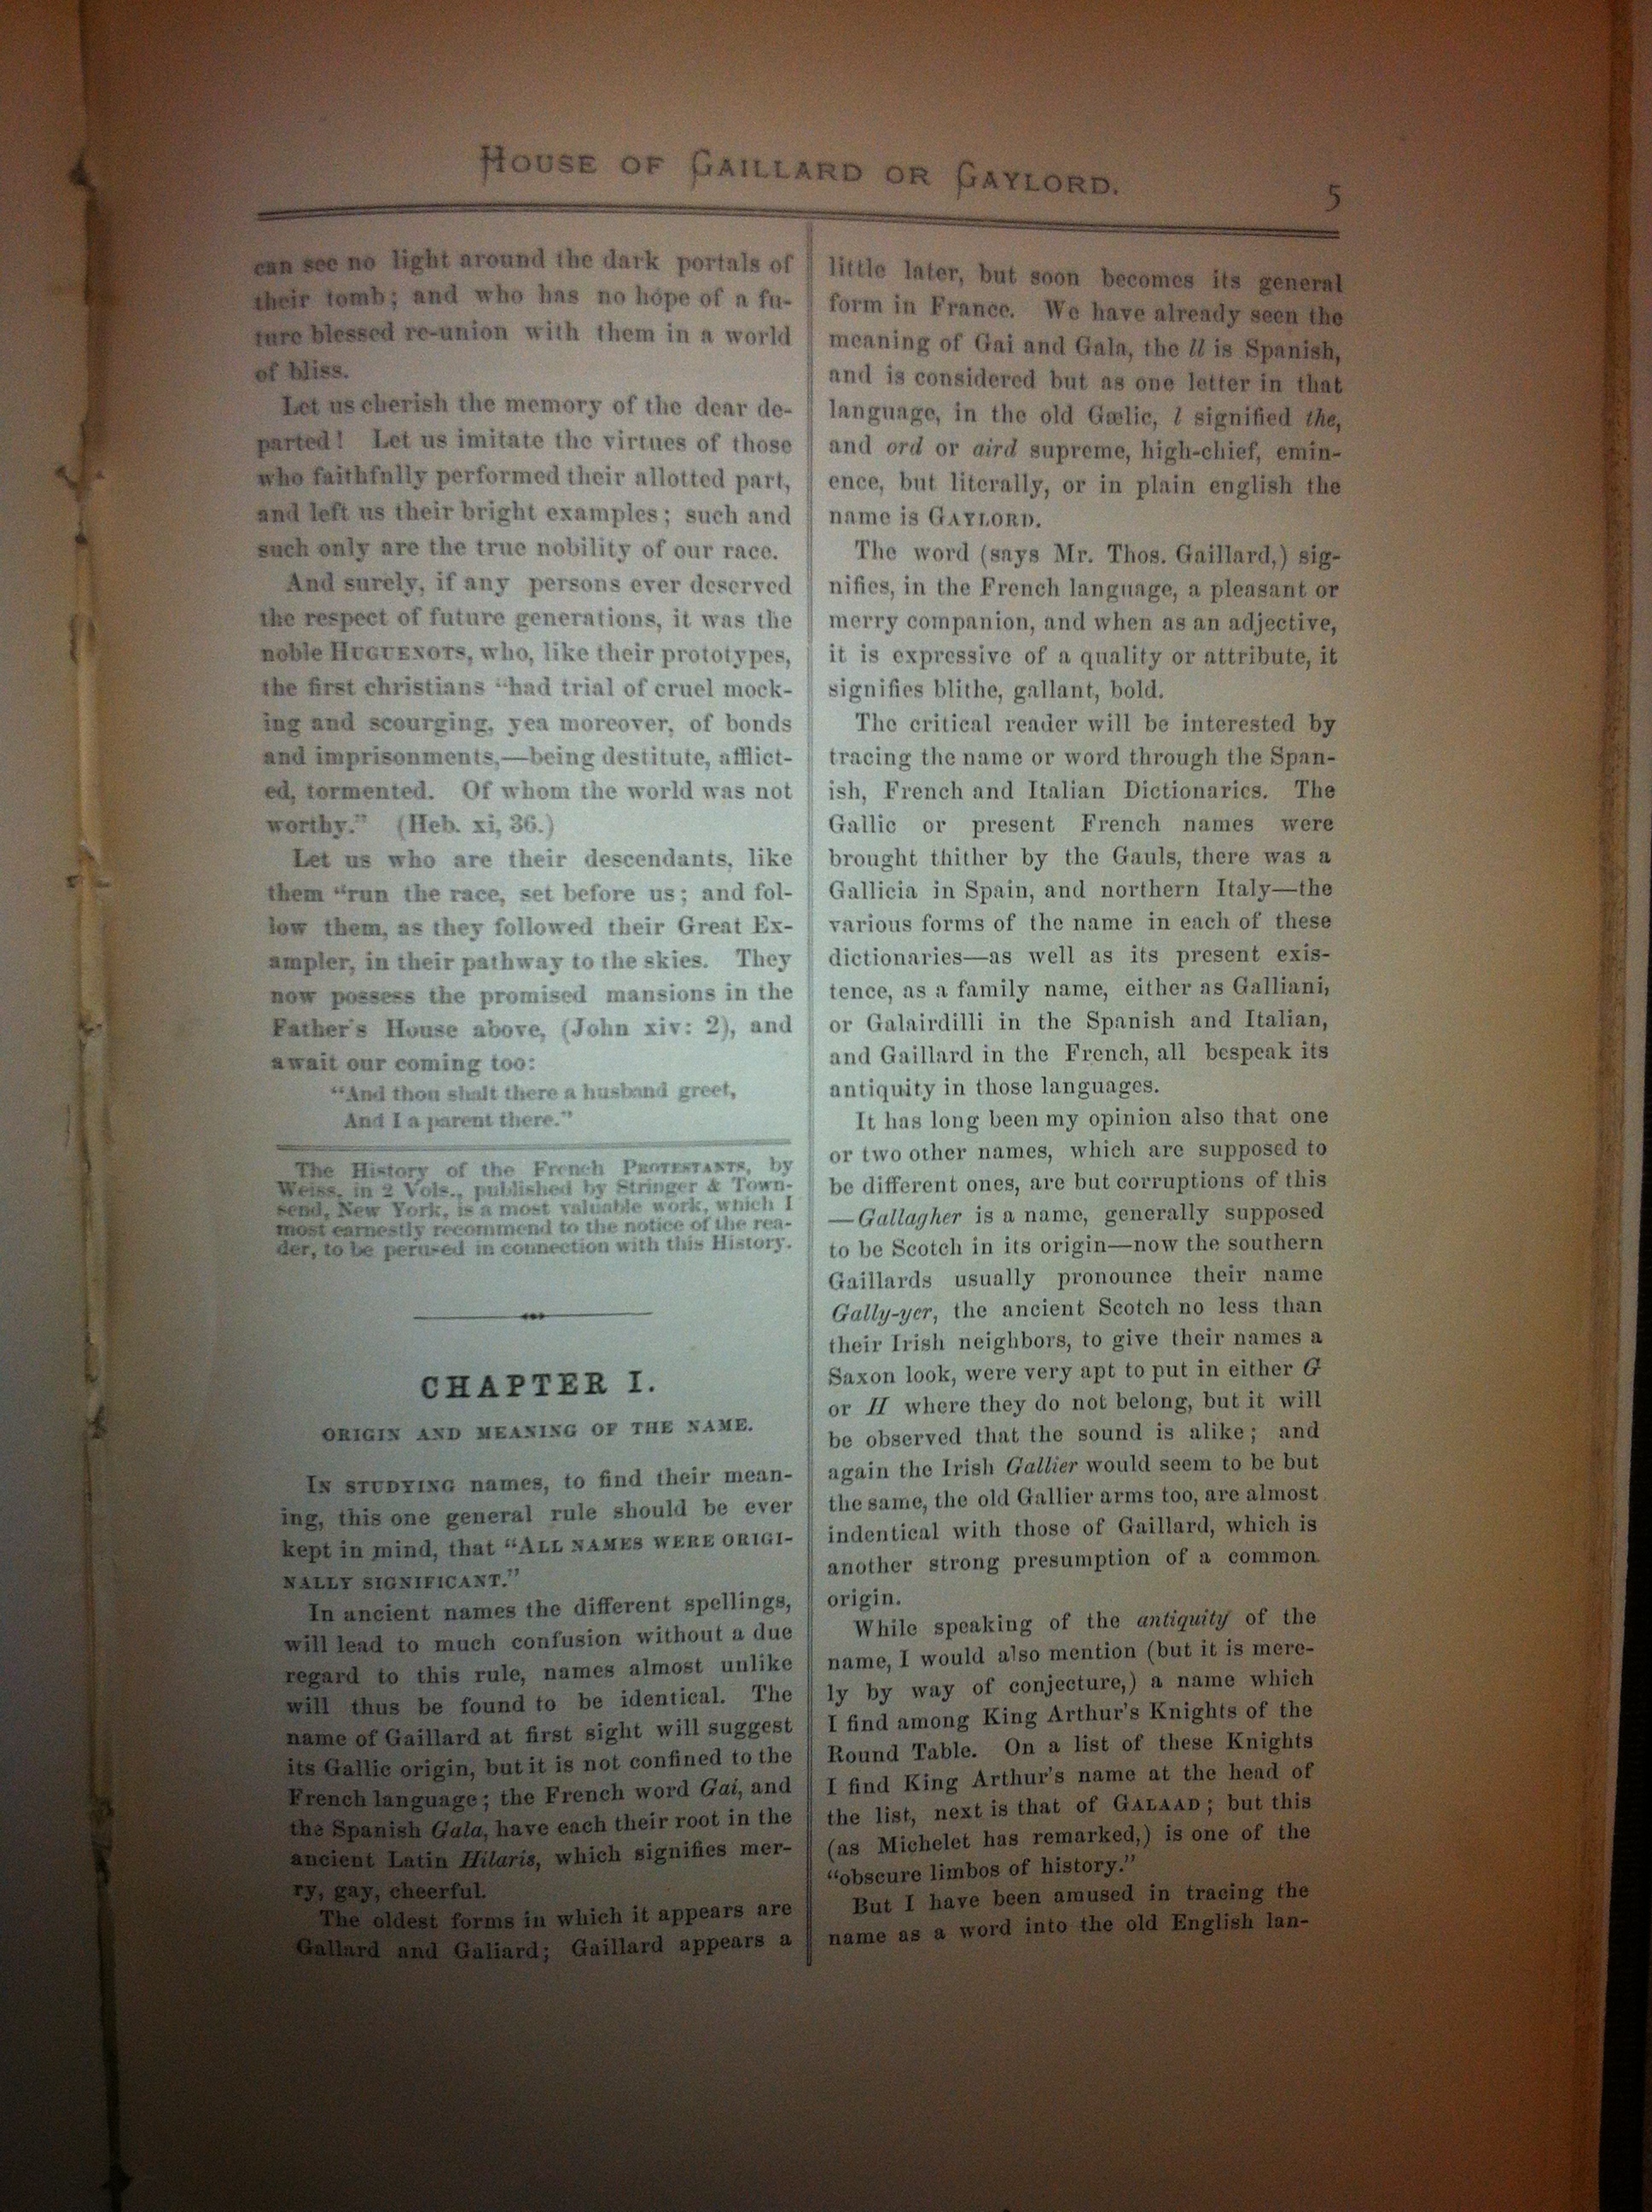 HOUSE OF GAILLARD OR GAYLORD.
5
can see no light around the dark portals of
their tomb; and who has no hope of a fu-
ture blessed re-union with them in a world
of bliss.
Let us cherish the memory of the dear de-
parted! Let us imitate the virtues of those
who faithfully performed their allotted part,
and left us their bright examples; such and
such only are the true nobility of our race.
And surely, if any persons ever deserved
the respect of future generations, it was the
noble HUGUENOTS, who, like their prototypes,
the first christians "had trial of cruel mock-
ing and scourging, yea moreover, of bonds
and imprisonments,—being destitute, afflict-
ed, tormented. Of whom the world was not
worthy." (Heb. xi, 36.)
Let us who are their descendants, like
them "run the race, set before us; and fol-
low them, as they followed their Great Ex-
ampler, in their pathway to the skies. They
now possess the promised mansions in the
Father's House above, (John xiv: 2), and
await our coming too:
"And thou shalt there a husband greet,
And I a parent there."
The History of the French PROTESTANTS, by
Weiss, in 2 Vols., published by Stringer & Town-
send, New York, is a most valuable work, which I
most earnestly recommend to the notice of the rea-
der, to be perused in connection with this History.
CHAPTER I.
ORIGIN AND MEANING OF THE NAME.
IN STUDYING names, to find their mean-
ing, this one general rule should be ever
kept in mind, that "ALL NAMES WERE ORIGI-
NALLY SIGNIFICANT."
In ancient names the different spellings,
will lead to much confusion without a due
regard to this rule, names almost unlike
will thus be found to be identical. The
name of Gaillard at first sight will suggest
its Gallic origin, but it is not confined to the
French language; the French word Gai, and
the Spanish Gala, have each their root in the
ancient Latin Hilaris, which signifies mer-
ry, gay, cheerful.
The oldest forms in which it appears are
Gallard and Galiard; Gaillard appears a
little later, but soon becomes its general
form in France. We have already seen the
meaning of Gai and Gala, the ll is Spanish,
and is considered but as one letter in that
language, in the old Gælic, l signified the,
and ord or aird supreme, high-chief, emin-
ence, but literally, or in plain english the
name is GAYLORD.
The word (says Mr. Thos. Gaillard,) sig-
nifies, in the French language, a pleasant or
merry companion, and when as an adjective,
it is expressive of a quality or attribute, it
signifies blithe, gallant, bold.
The critical reader will be interested by
tracing the name or word through the Span-
ish, French and Italian Dictionaries. The
Gallic or present French names were
brought thither by the Gauls, there was a
Gallicia in Spain, and northern Italy—the
various forms of the name in each of these
dictionaries—as well as its present exis-
tence, as a family name, either as Galliani,
or Galairdilli in the Spanish and Italian,
and Gaillard in the French, all bespeak its
antiquity in those languages.
It has long been my opinion also that one
or two other names, which are supposed to
be different ones, are but corruptions of this
—Gallagher is a name, generally supposed
to be Scotch in its origin—now the southern
Gaillards usually pronounce their name
Gally-yer, the ancient Scotch no less than
their Irish neighbors, to give their names a
Saxon look, were very apt to put in either G
or H where they do not belong, but it will
be observed that the sound is alike; and
again the Irish Gallier would seem to be but
the same, the old Gallier arms too, are almost
indentical with those of Gaillard, which is
another strong presumption of a common
origin.
While speaking of the antiquity of the
name, I would also mention (but it is mere-
ly by way of conjecture,) a name which
I find among King Arthur's Knights of the
Round Table. On a list of these Knights
I find King Arthur's name at the head of
the list, next is that of GALAAD; but this
(as Michelet has remarked,) is one of the
"obscure limbos of history."
But I have been amused in tracing the
name as a word into the old English lan-